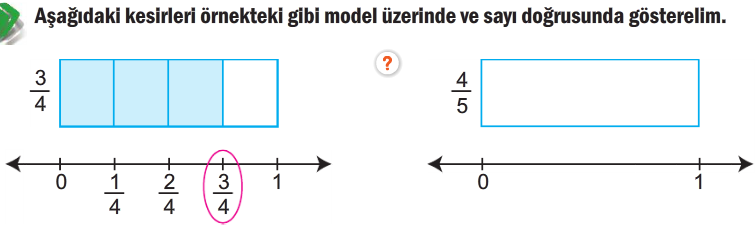 Aşağıdaki kesirleri örnekteki gibi model üzerinde ve sayı doğrusunda gösterelim.
3/4
?
4/5
0 1/4 2/4 3/4 1
0 1